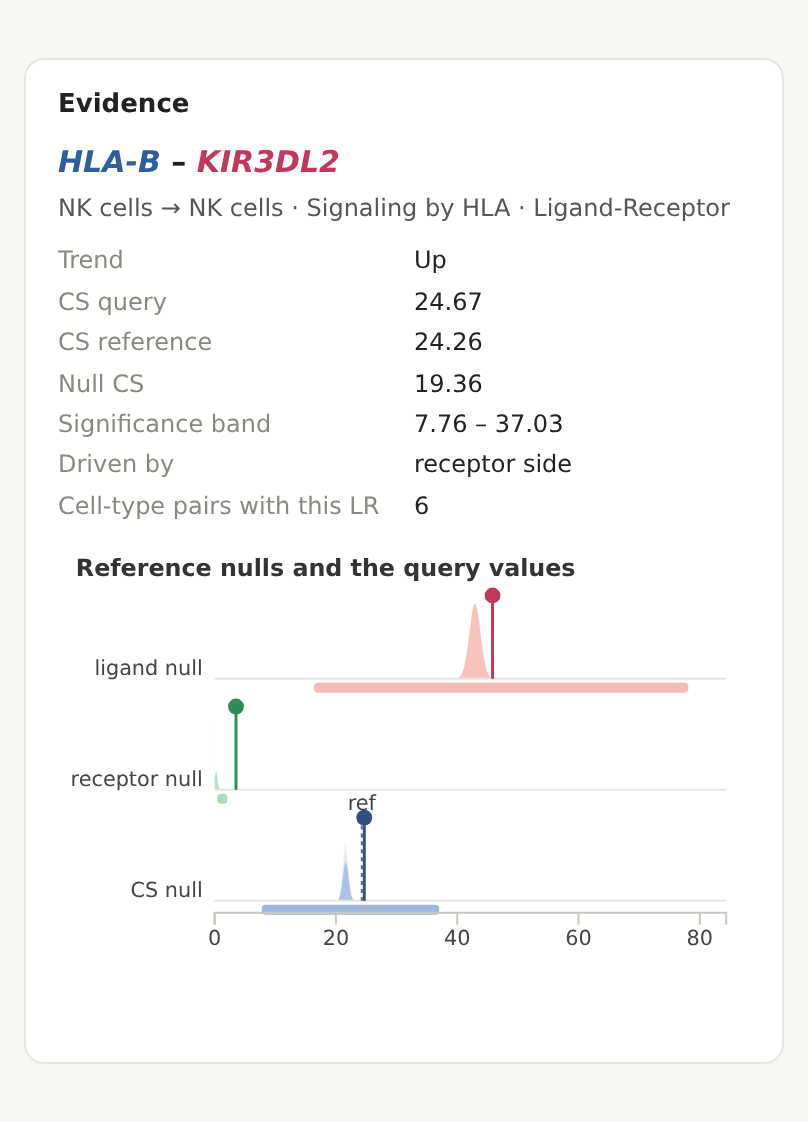 Evidence
HLA-B – KIR3DL2
NK cells → NK cells · Signaling by HLA · Ligand-Receptor
Trend Up
CS query 24.67
CS reference 24.26
Null CS 19.36
Significance band 7.76 – 37.03
Driven by receptor side
Cell-type pairs with this LR 6
Reference nulls and the query values
ligand null
receptor null
ref
CS null
0 20 40 60 80